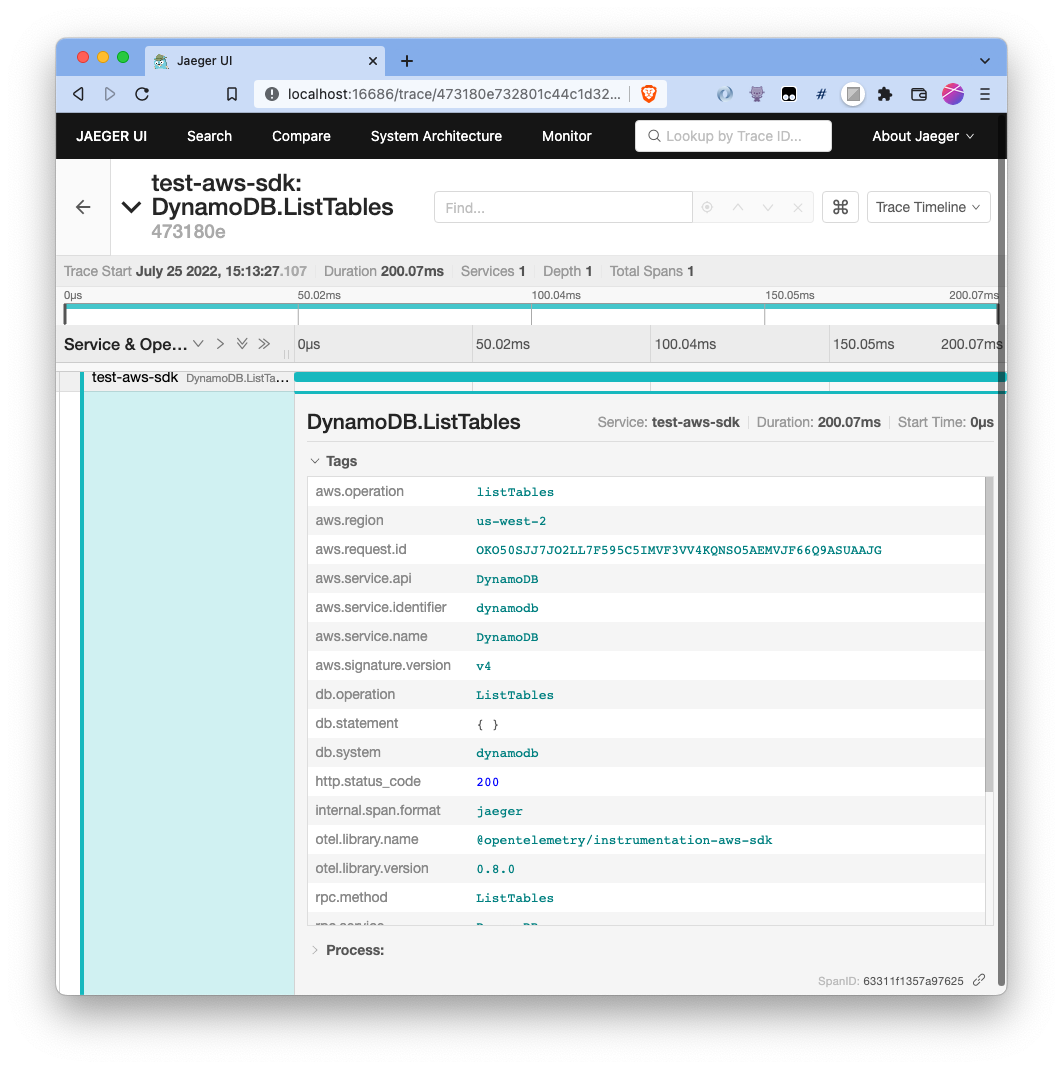 Jaeger UI
localhost:16686/trace/473180e732801c44c1d32...
JAEGER UI Search Compare System Architecture Monitor Lookup by Trace ID... About Jaeger
test-aws-sdk:
DynamoDB.ListTables
473180e
Find...
Trace Timeline
Trace Start July 25 2022, 15:13:27.107 Duration 200.07ms Services 1 Depth 1 Total Spans 1
0μs 50.02ms 100.04ms 150.05ms 200.07ms
Service & Ope... 0μs 50.02ms 100.04ms 150.05ms 200.07ms
test-aws-sdk DynamoDB.ListTa...
DynamoDB.ListTables Service: test-aws-sdk Duration: 200.07ms Start Time: 0μs
Tags
aws.operation listTables
aws.region us-west-2
aws.request.id OKO50SJJ7JO2LL7F595C5IMVF3VV4KQNSO5AEMVJF66Q9ASUAAJG
aws.service.api DynamoDB
aws.service.identifier dynamodb
aws.service.name DynamoDB
aws.signature.version v4
db.operation ListTables
db.statement { }
db.system dynamodb
http.status_code 200
internal.span.format jaeger
otel.library.name @opentelemetry/instrumentation-aws-sdk
otel.library.version 0.8.0
rpc.method ListTables
rpc.service DynamoDB
Process:
SpanID: 63311f1357a97625